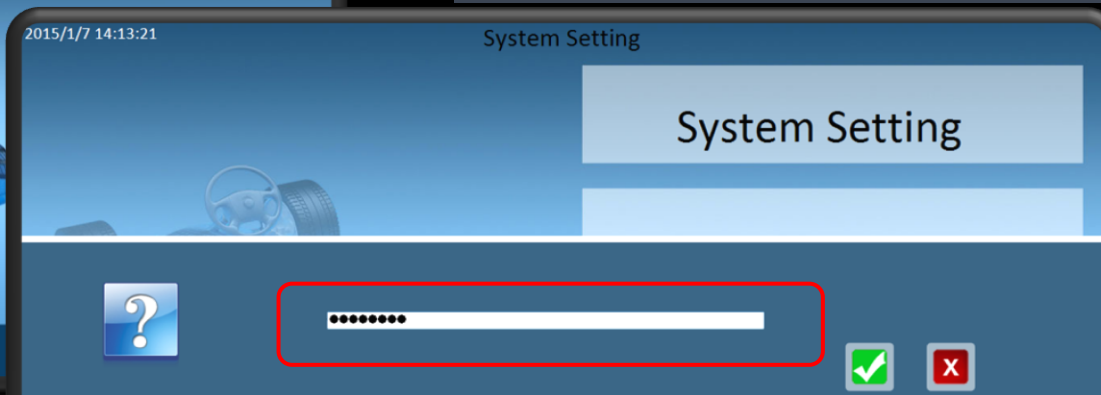 2015/1/7 14:13:21
System Setting
System Setting
?
●●●●●●●●
X